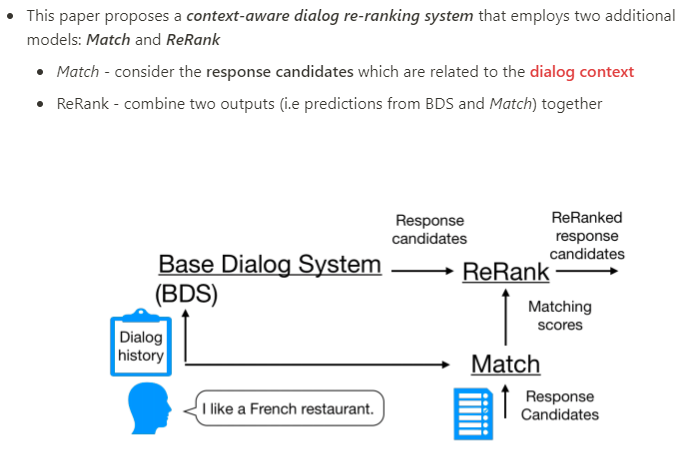 This paper proposes a context-aware dialog re-ranking system that employs two additional
models: Match and ReRank
Match - consider the response candidates which are related to the dialog context
ReRank - combine two outputs (i.e predictions from BDS and Match) together
Response
candidates
ReRanked
response
candidates
Base Dialog System
(BDS)
ReRank
Matching
scores
Dialog
history
Match
I like a French restaurant.
Response
Candidates